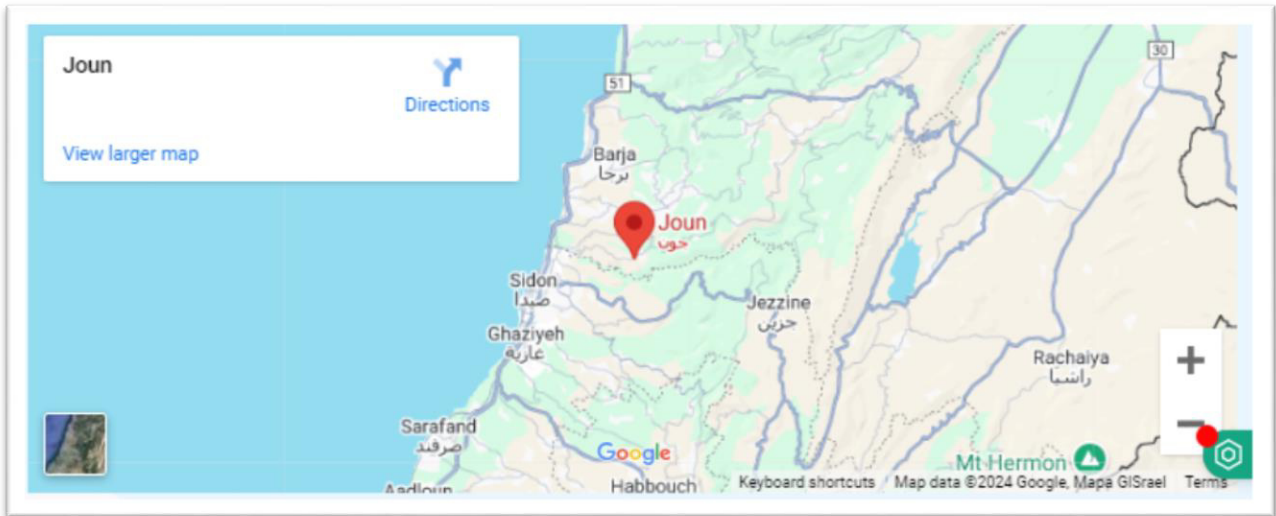 Joun
Directions
View larger map
51
30
Barja
برجا
Joun
جون
Sidon
صيدا
Jezzine
جزين
Ghaziyeh
غازية
Rachaiya
راشيا
Sarafand
صرفند
Google
Mt Hermon
Aadloun
Habbouch
Keyboard shortcuts
Map data ©2024 Google, Mapa GISrael
Terms